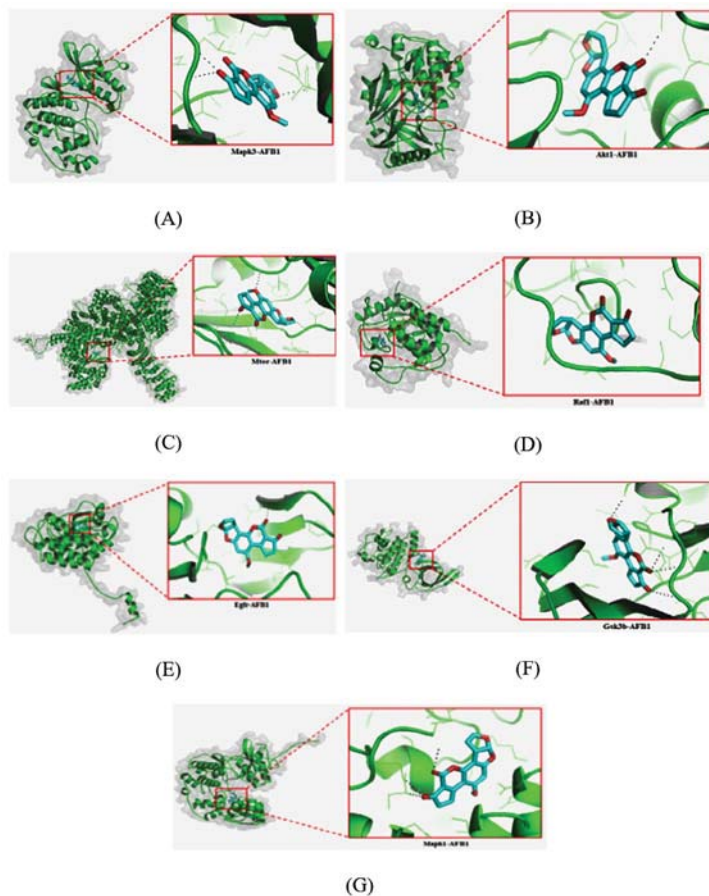 Mapk3-AFB1
Akt1-AFB1
(A)
(B)
Mtor-AFB1
Raf1-AFB1
(C)
(D)
Egfr-AFB1
Gsk3b-AFB1
(E)
(F)
Mapk1-AFB1
(G)